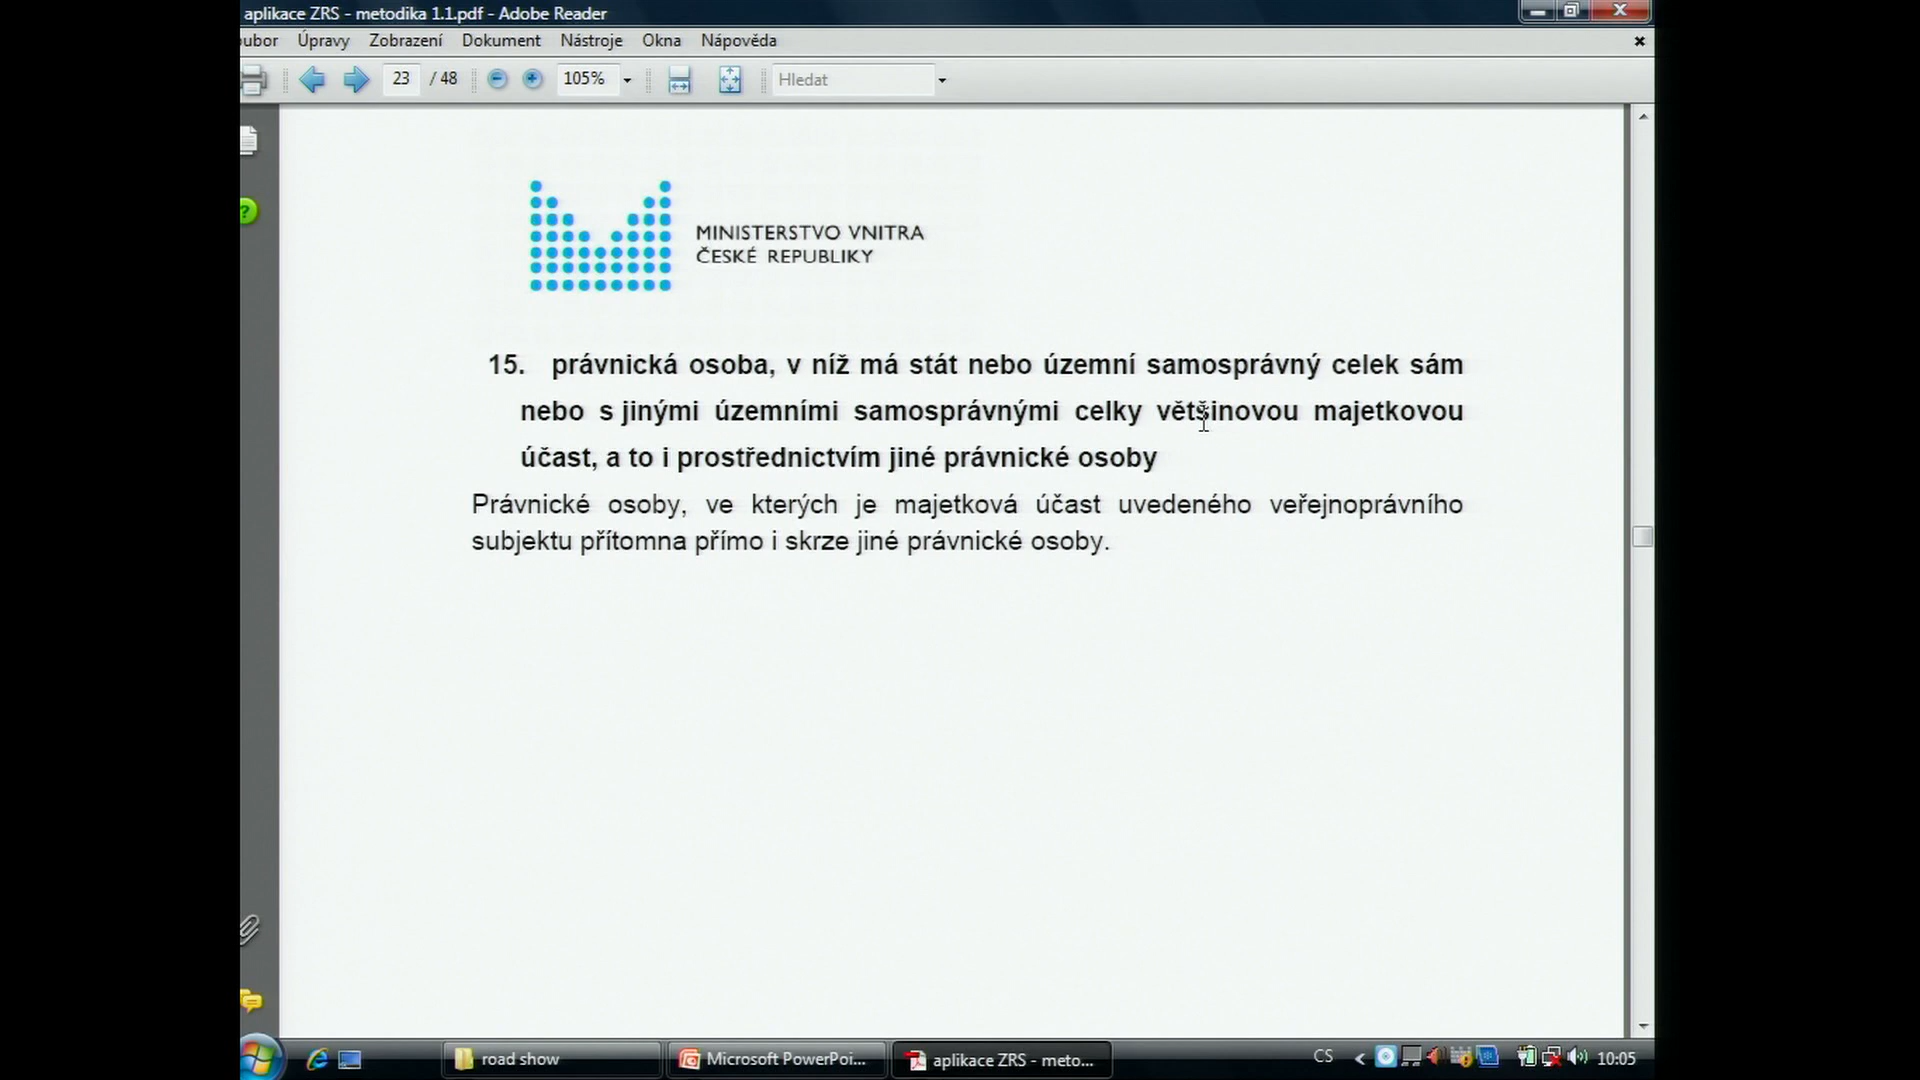 aplikace ZRS - metodika 1.1.pdf - Adobe Reader
oubor Úpravy Zobrazení Dokument Nástroje Okna Nápověda
23 / 48 105% Hledat
MINISTERSTVO VNITRA
ČESKÉ REPUBLIKY
15. právnická osoba, v níž má stát nebo územní samosprávný celek sám
nebo s jinými územními samosprávnými celky většinovou majetkovou
účast, a to i prostřednictvím jiné právnické osoby
Právnické osoby, ve kterých je majetková účast uvedeného veřejnoprávního
subjektu přítomna přímo i skrze jiné právnické osoby.
road show Microsoft PowerPoi... aplikace ZRS - meto... CS 10:05